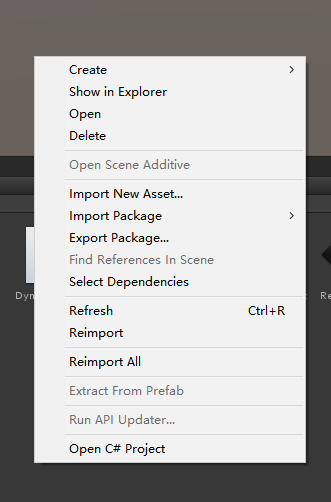 Create
Show in Explorer
Open
Delete
Open Scene Additive
Import New Asset...
Import Package
Export Package...
Find References In Scene
Select Dependencies
Dyn
Re
Refresh Ctrl+R
Reimport
Reimport All
Extract From Prefab
Run API Updater...
Open C# Project